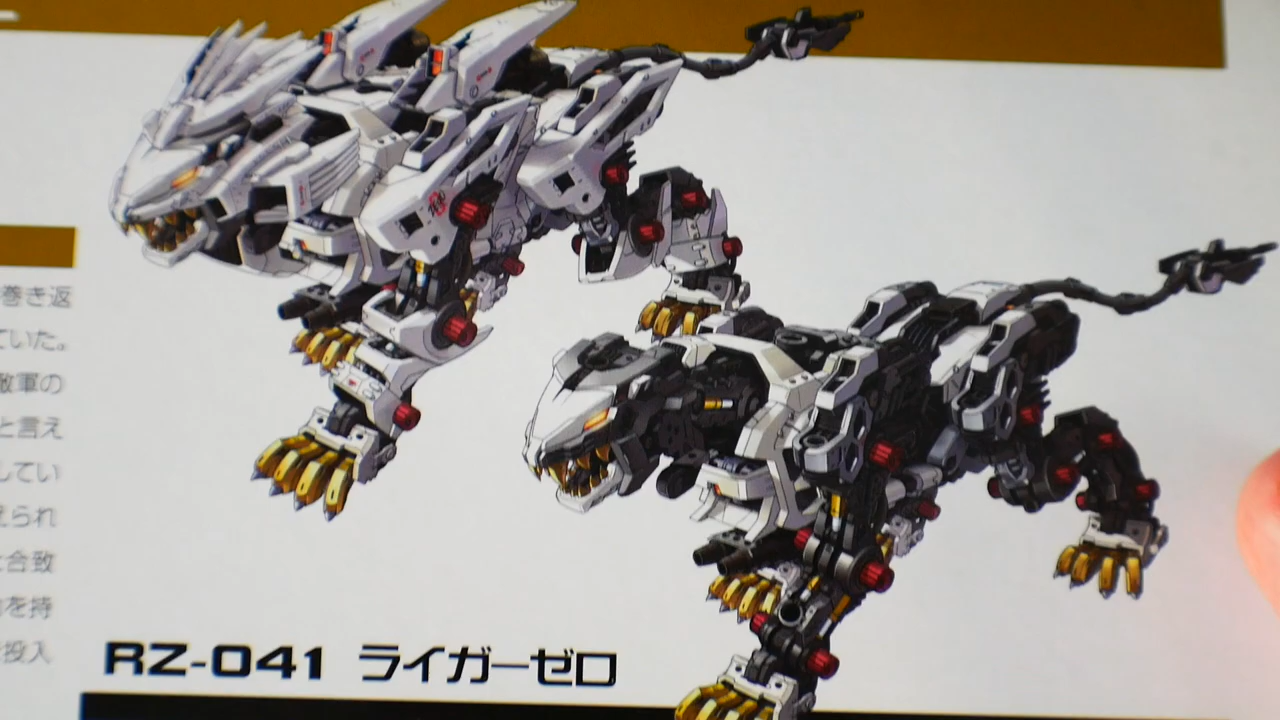 巻き返
ていた。
敵軍の
と言え
してい
えられ
合致
を持
投入
RZ-041 ライガーゼロ